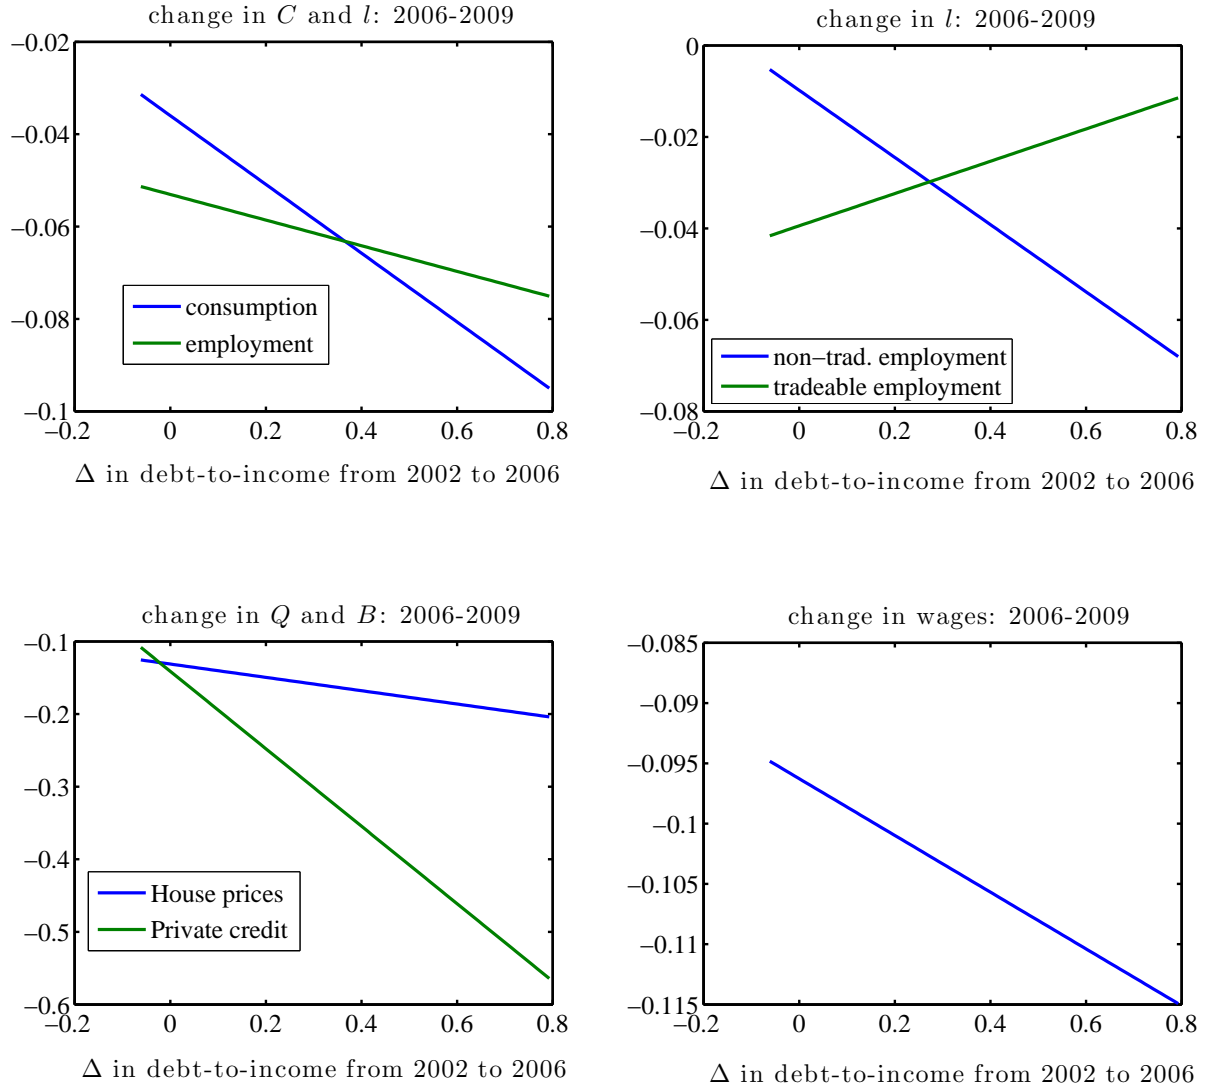 change in C and l: 2006-2009
−0.02
−0.04
−0.06
−0.08
−0.1
consumption
employment
−0.2 0 0.2 0.4 0.6 0.8
Δ in debt-to-income from 2002 to 2006
change in l: 2006-2009
0
−0.02
−0.04
−0.06
−0.08
non−trad. employment
tradeable employment
−0.2 0 0.2 0.4 0.6 0.8
Δ in debt-to-income from 2002 to 2006
change in Q and B: 2006-2009
−0.1
−0.2
−0.3
−0.4
−0.5
−0.6
House prices
Private credit
−0.2 0 0.2 0.4 0.6 0.8
Δ in debt-to-income from 2002 to 2006
change in wages: 2006-2009
−0.085
−0.09
−0.095
−0.1
−0.105
−0.11
−0.115
−0.2 0 0.2 0.4 0.6 0.8
Δ in debt-to-income from 2002 to 2006